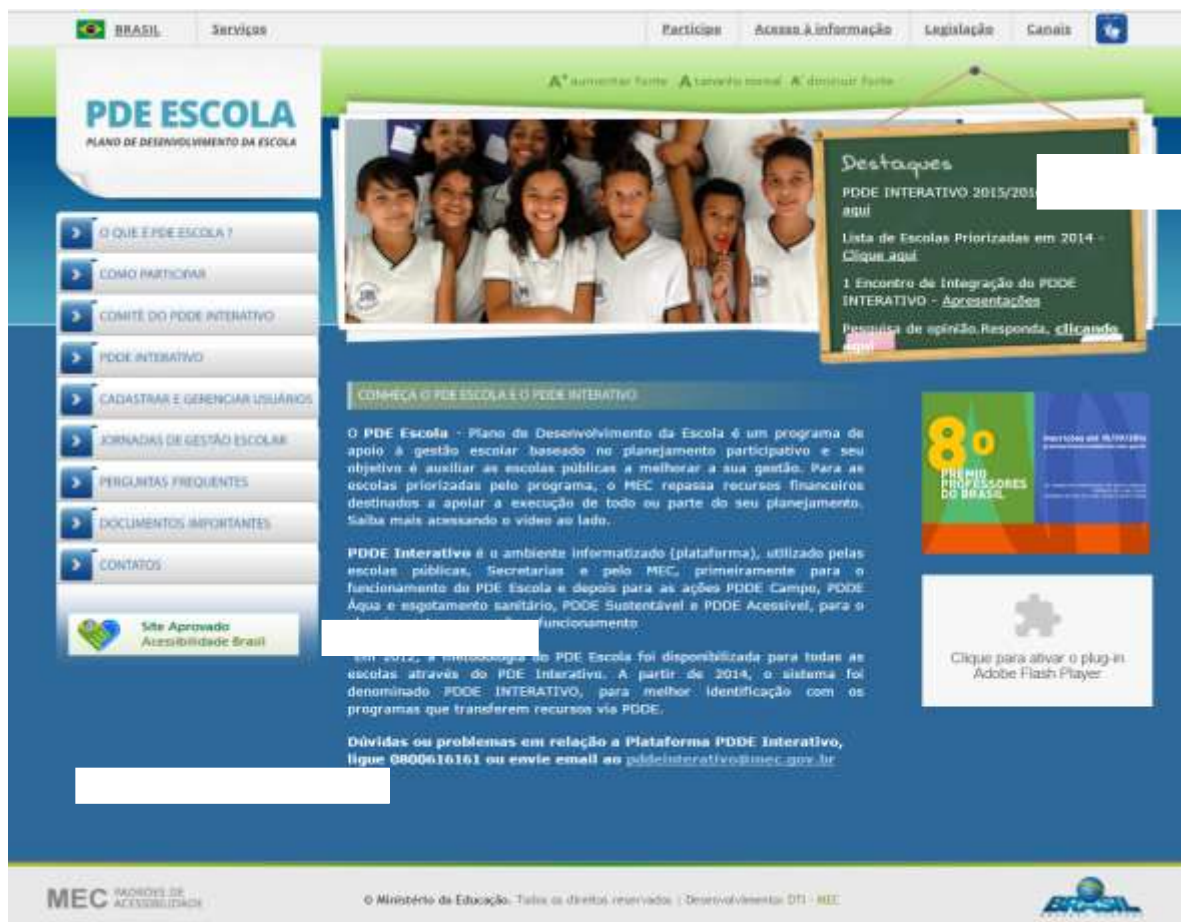 BRASIL
Serviços
Participe
Acesso à informação
Legislação
Canais
A+ aumentar fonte A tamanho normal A- diminuir fonte
PDE ESCOLA
PLANO DE DESENVOLVIMENTO DA ESCOLA
Destaques
PDDE INTERATIVO 2015/201
aqui
Lista de Escolas Priorizadas em 2014 -
Clique aqui
1 Encontro de Integração do PDDE
INTERATIVO - Apresentações
Pesquisa de opinião.Responda, clicando
aqui
O QUE É PDE ESCOLA ?
COMO PARTICIPAR
COMITÊ DO PDDE INTERATIVO
PDDE INTERATIVO
CADASTRAR E GERENCIAR USUÁRIOS
JORNADAS DE GESTÃO ESCOLAR
PERGUNTAS FREQUENTES
DOCUMENTOS IMPORTANTES
CONTATOS
Site Aprovado
Acessibilidade Brasil
CONHEÇA O PDE ESCOLA E O PDDE INTERATIVO
O PDE Escola - Plano de Desenvolvimento da Escola é um programa de
apoio à gestão escolar baseado no planejamento participativo e seu
objetivo é auxiliar as escolas públicas a melhorar a sua gestão. Para as
escolas priorizadas pelo programa, o MEC repassa recursos financeiros
destinados a apoiar a execução de todo ou parte do seu planejamento.
Saiba mais acessando o vídeo ao lado.
PDDE Interativo é o ambiente informatizado (plataforma), utilizado pelas
escolas públicas, Secretarias e pelo MEC, primeiramente para o
funcionamento do PDE Escola e depois para as ações PDDE Campo, PDDE
Água e esgotamento sanitário, PDDE Sustentável e PDDE Acessível, para o
funcionamento
Em 2012, a metodologia do PDE Escola foi disponibilizada para todas as
escolas através do PDE Interativo. A partir de 2014, o sistema foi
denominado PDDE INTERATIVO, para melhor identificação com os
programas que transferem recursos via PDDE.
Dúvidas ou problemas em relação a Plataforma PDDE Interativo,
ligue 0800616161 ou envie email ao pddeinterativo@mec.gov.br
8º
PRÊMIO
PROFESSORES
DO BRASIL
Clique para ativar o plug-in
Adobe Flash Player
MEC PADRÕES DE
ACESSIBILIDADE
© Ministério da Educação. Todos os direitos reservados | Desenvolvimento: DTI - MEC
BRASIL